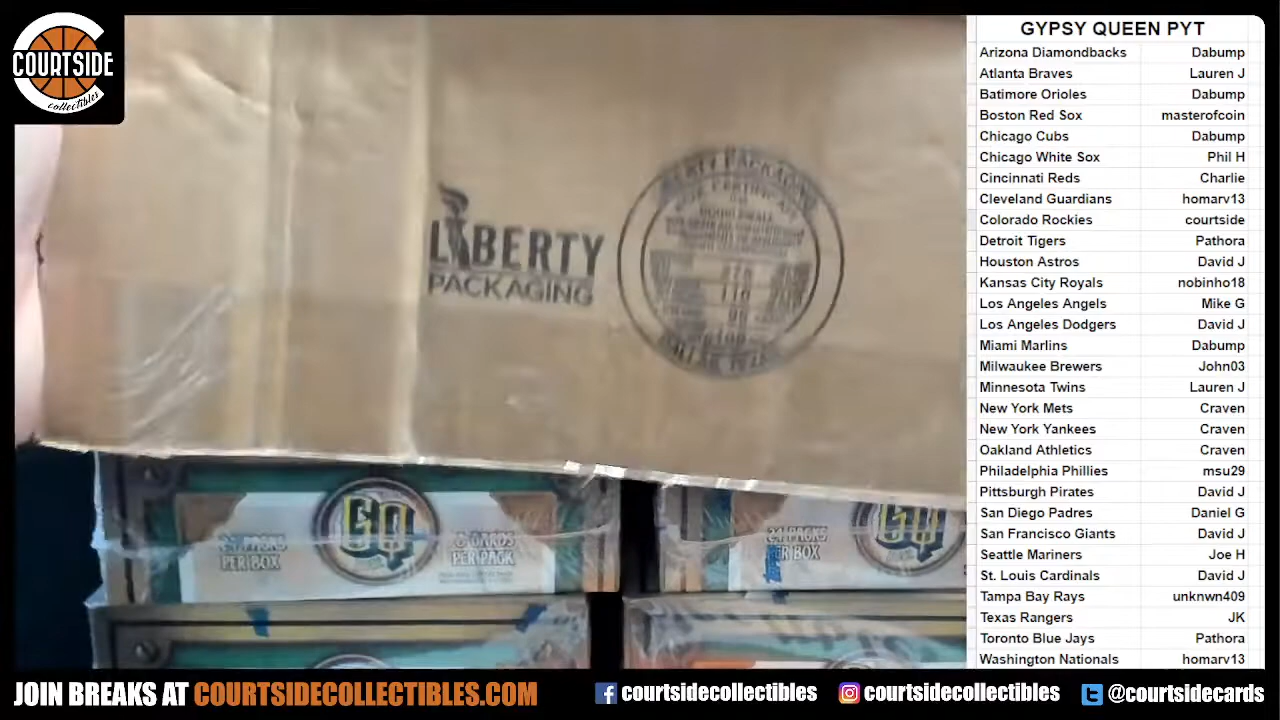 COURTSIDE
collectibles
LIBERTY
PACKAGING
24 PACKS
PER BOX
GQ
8 CARDS
PER PACK
24 PACKS
PER BOX
GQ
GYPSY QUEEN PYT
Arizona Diamondbacks Dabump
Atlanta Braves Lauren J
Batimore Orioles Dabump
Boston Red Sox masterofcoin
Chicago Cubs Dabump
Chicago White Sox Phil H
Cincinnati Reds Charlie
Cleveland Guardians homarv13
Colorado Rockies courtside
Detroit Tigers Pathora
Houston Astros David J
Kansas City Royals nobinho18
Los Angeles Angels Mike G
Los Angeles Dodgers David J
Miami Marlins Dabump
Milwaukee Brewers John03
Minnesota Twins Lauren J
New York Mets Craven
New York Yankees Craven
Oakland Athletics Craven
Philadelphia Phillies msu29
Pittsburgh Pirates David J
San Diego Padres Daniel G
San Francisco Giants David J
Seattle Mariners Joe H
St. Louis Cardinals David J
Tampa Bay Rays unknwn409
Texas Rangers JK
Toronto Blue Jays Pathora
Washington Nationals homarv13
JOIN BREAKS AT COURTSIDECOLLECTIBLES.COM
courtsidecollectibles
courtsidecollectibles
@courtsidecards